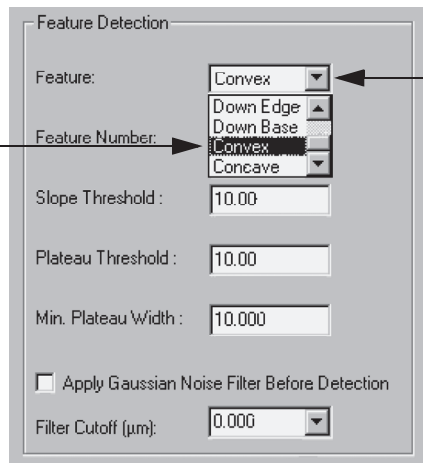 Feature Detection
Feature: Convex
Down Edge
Down Base
Feature Number: Convex
Concave
Slope Threshold : 10.00
Plateau Threshold : 10.00
Min. Plateau Width : 10.000
Apply Gaussian Noise Filter Before Detection
Filter Cutoff (µm): 0.000